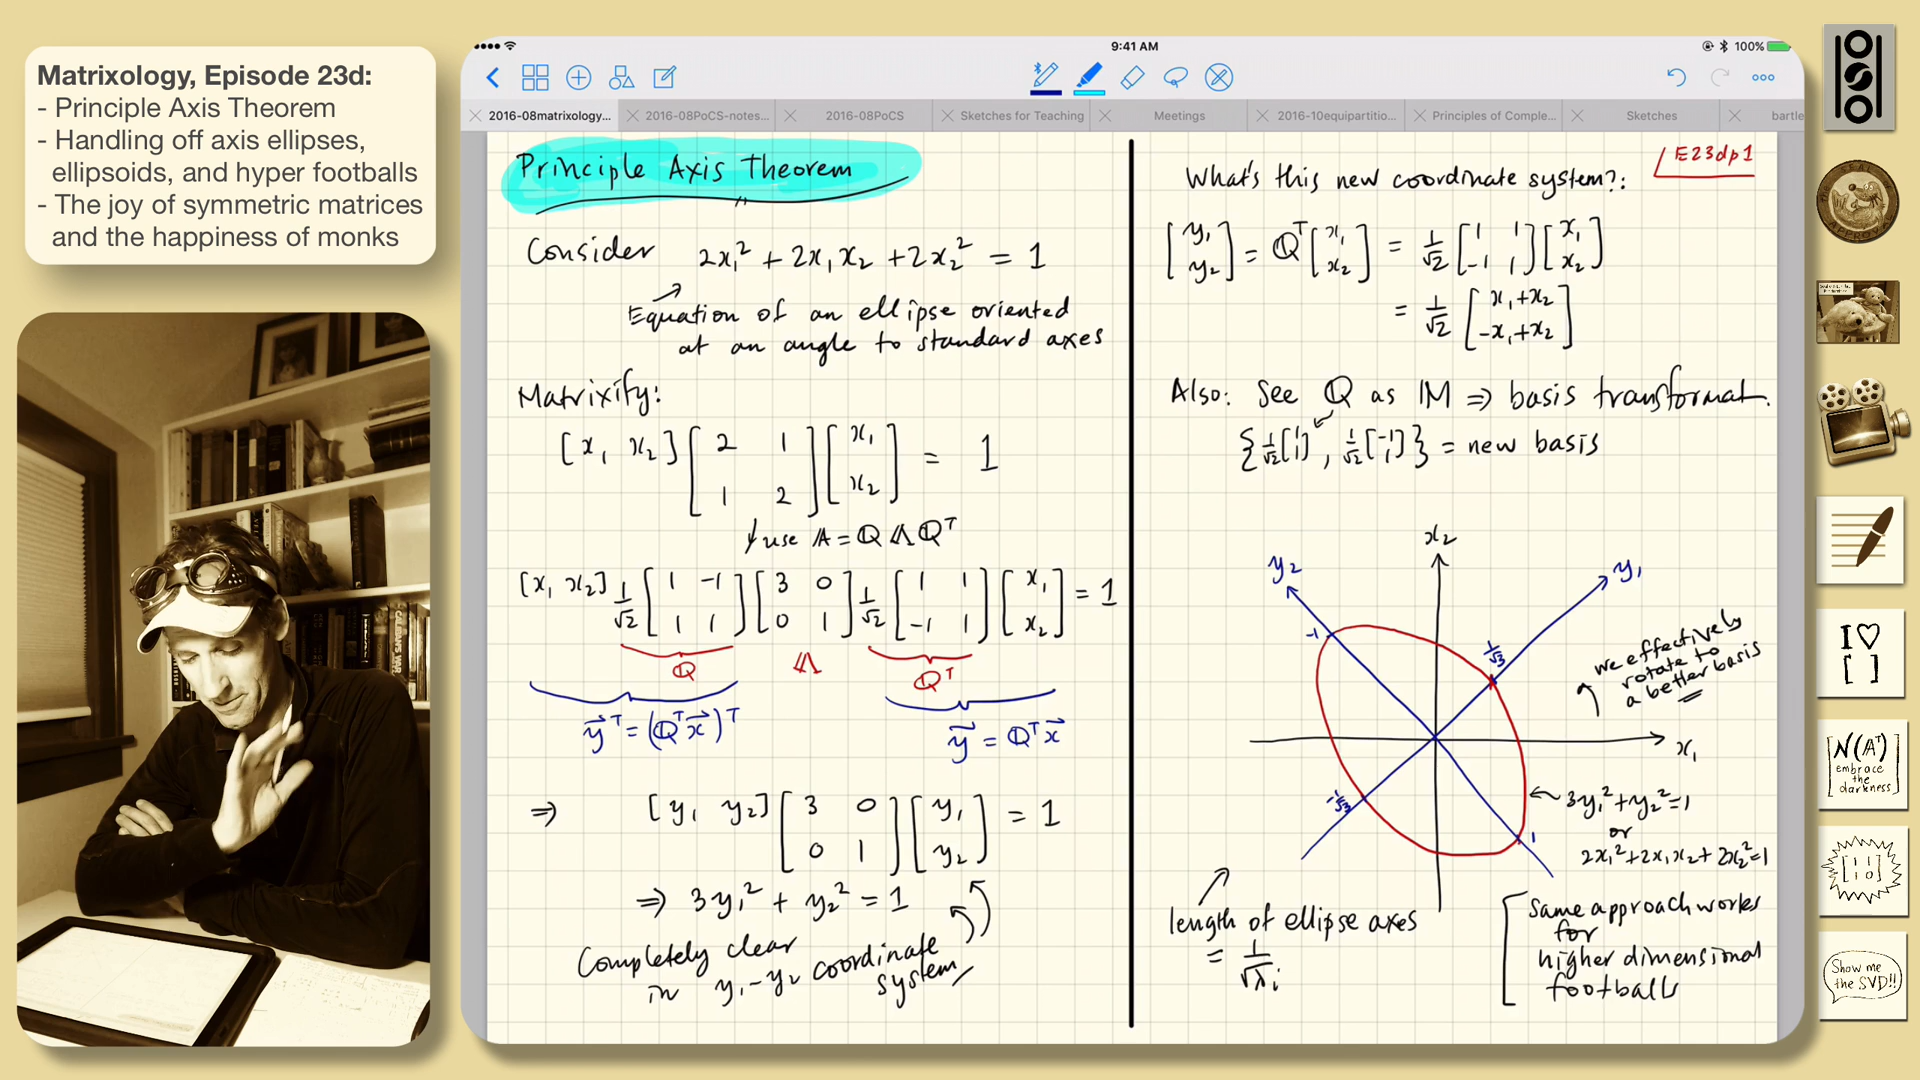 Matrixology, Episode 23d:
- Principle Axis Theorem
- Handling off axis ellipses,
ellipsoids, and hyper footballs
- The joy of symmetric matrices
and the happiness of monks
9:41 AM
100%
2016-08matrixology...
2016-08PoCS-notes...
2016-08PoCS
Sketches for Teaching
Meetings
2016-10equipartitio...
Principles of Comple...
Sketches
bartle
Principle Axis Theorem
Consider 2x₁² + 2x₁x₂ + 2x₂² = 1
Equation of an ellipse oriented
at an angle to standard axes
Matrixify:
[x₁ x₂] [2 1; 1 2] [x₁; x₂] = 1
↓ use A = QΛQᵀ
[x₁ x₂] 1/√2 [1 -1; 1 1] [3 0; 0 1] 1/√2 [1 1; -1 1] [x₁; x₂] = 1
Q Λ Qᵀ
y⃗ᵀ = (Qᵀx⃗)ᵀ y⃗ = Qᵀx⃗
⇒ [y₁ y₂] [3 0; 0 1] [y₁; y₂] = 1
⇒ 3y₁² + y₂² = 1
Completely clear
in y₁-y₂ coordinate
system
E23dp1
What's this new coordinate system?:
[y₁; y₂] = Qᵀ [x₁; x₂] = 1/√2 [1 1; -1 1] [x₁; x₂]
= 1/√2 [x₁+x₂; -x₁+x₂]
Also: See Q as IM ⇒ basis transformat.
{1/√2 [1; 1], 1/√2 [-1; 1]} = new basis
x₂
y₂
y₁
-1
1/√3
we effectively
rotate to
a better basis
x₁
-1/√3
1
← 3y₁² + y₂² = 1
or
2x₁² + 2x₁x₂ + 2x₂² = 1
length of ellipse axes
= 1/√λᵢ
Same approach works
for
higher dimensional
footballs
I ♡
[ ]
N(Aᵀ)
embrace
the
darkness
[1 1; 1 0]
Show me
the SVD!!